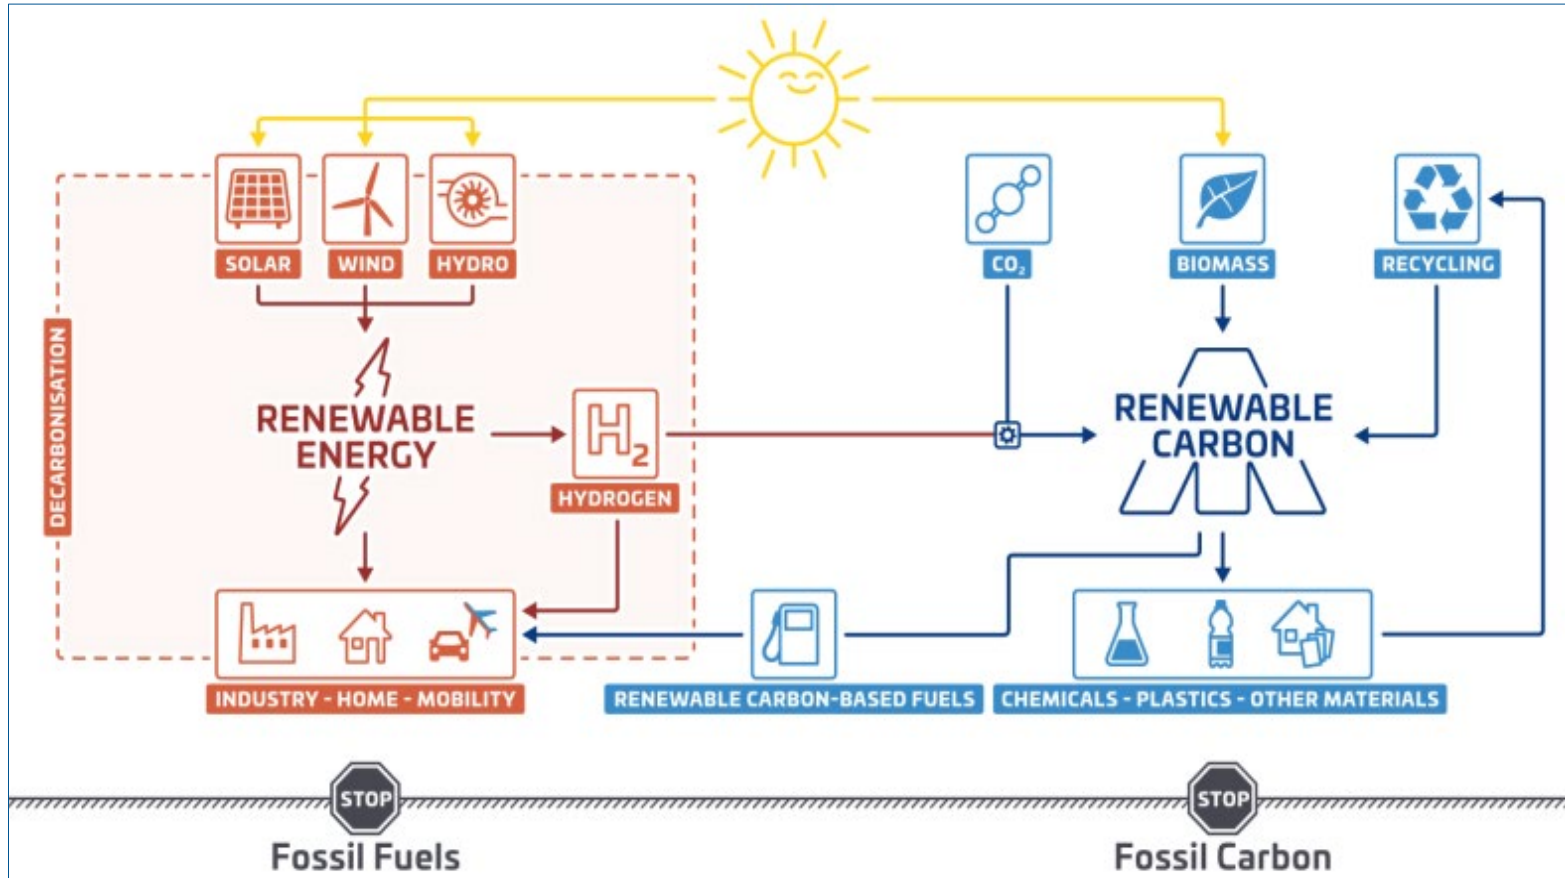 SOLAR
WIND
HYDRO
CO₂
BIOMASS
RECYCLING
DECARBONISATION
RENEWABLE
ENERGY
H₂
HYDROGEN
RENEWABLE
CARBON
INDUSTRY - HOME - MOBILITY
RENEWABLE CARBON-BASED FUELS
CHEMICALS - PLASTICS - OTHER MATERIALS
STOP
STOP
Fossil Fuels
Fossil Carbon